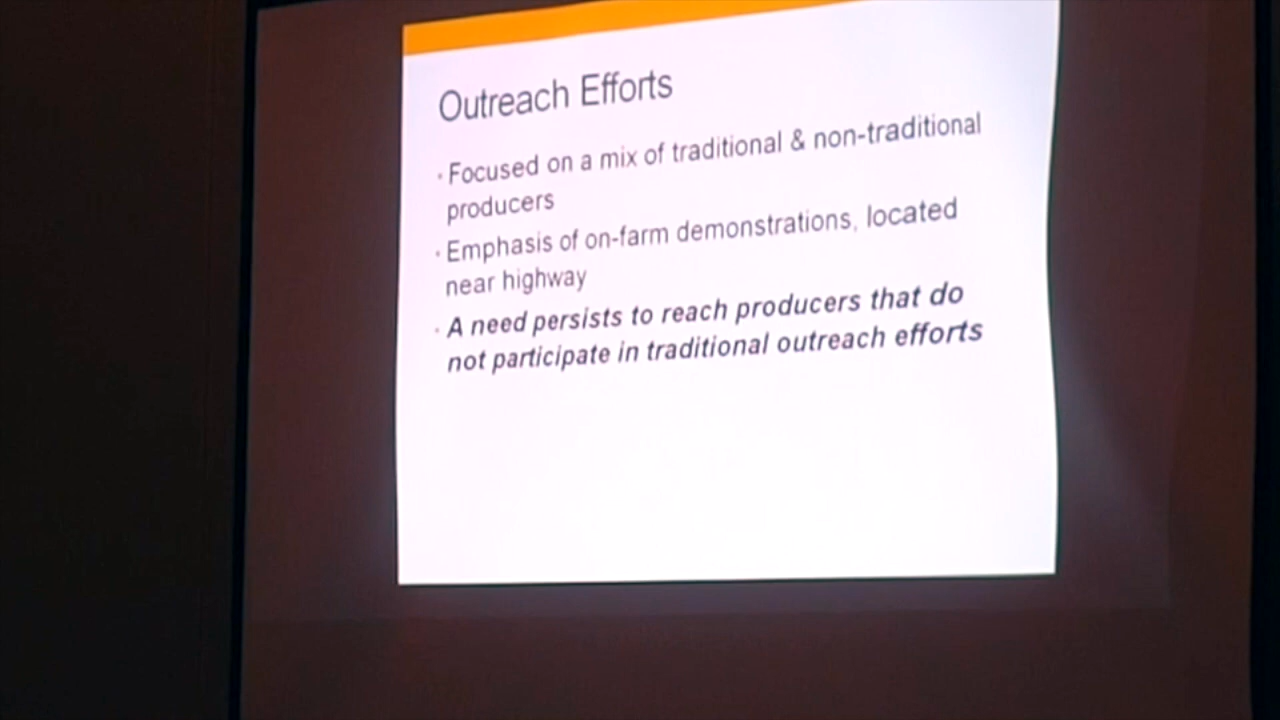 Outreach Efforts
· Focused on a mix of traditional & non-traditional
producers
· Emphasis of on-farm demonstrations, located
near highway
· A need persists to reach producers that do
not participate in traditional outreach efforts